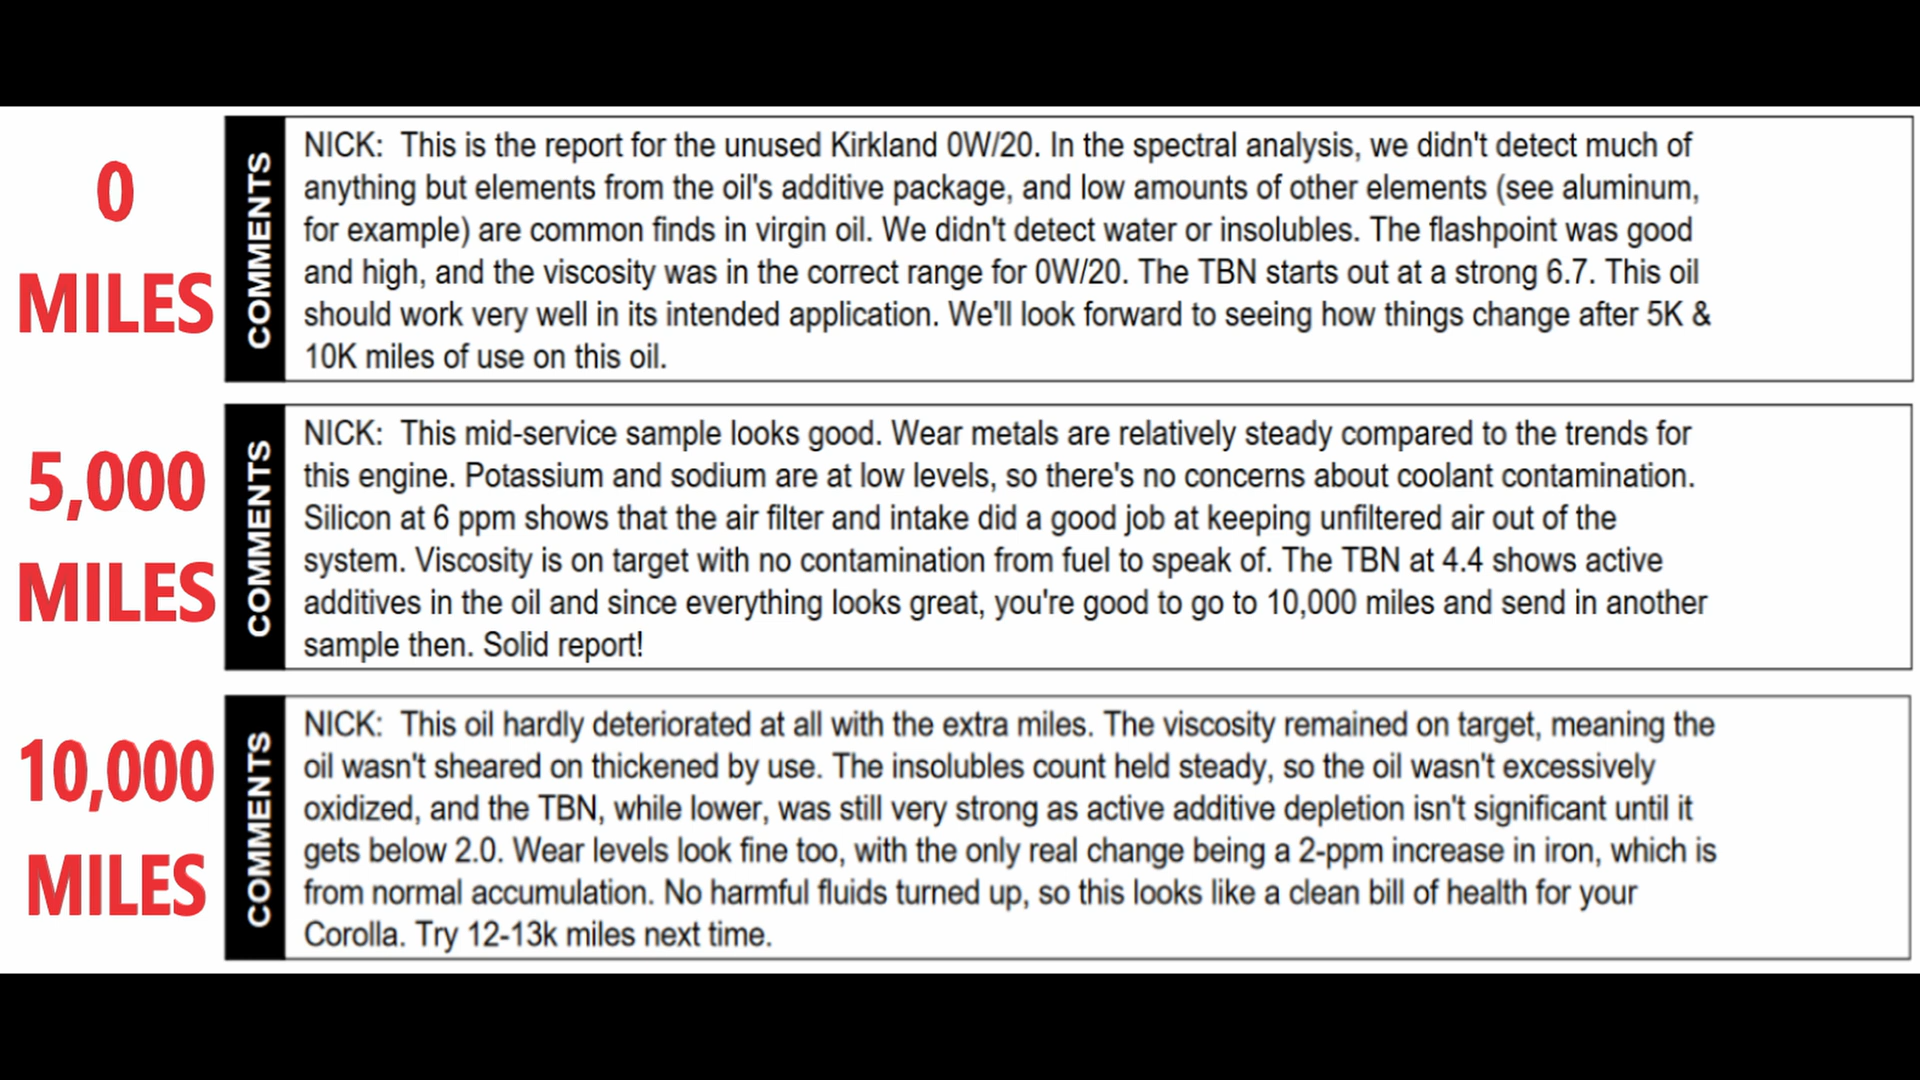 0
MILES
COMMENTS
NICK: This is the report for the unused Kirkland 0W/20. In the spectral analysis, we didn't detect much of
anything but elements from the oil's additive package, and low amounts of other elements (see aluminum,
for example) are common finds in virgin oil. We didn't detect water or insolubles. The flashpoint was good
and high, and the viscosity was in the correct range for 0W/20. The TBN starts out at a strong 6.7. This oil
should work very well in its intended application. We'll look forward to seeing how things change after 5K &
10K miles of use on this oil.
5,000
MILES
COMMENTS
NICK: This mid-service sample looks good. Wear metals are relatively steady compared to the trends for
this engine. Potassium and sodium are at low levels, so there's no concerns about coolant contamination.
Silicon at 6 ppm shows that the air filter and intake did a good job at keeping unfiltered air out of the
system. Viscosity is on target with no contamination from fuel to speak of. The TBN at 4.4 shows active
additives in the oil and since everything looks great, you're good to go to 10,000 miles and send in another
sample then. Solid report!
10,000
MILES
COMMENTS
NICK: This oil hardly deteriorated at all with the extra miles. The viscosity remained on target, meaning the
oil wasn't sheared on thickened by use. The insolubles count held steady, so the oil wasn't excessively
oxidized, and the TBN, while lower, was still very strong as active additive depletion isn't significant until it
gets below 2.0. Wear levels look fine too, with the only real change being a 2-ppm increase in iron, which is
from normal accumulation. No harmful fluids turned up, so this looks like a clean bill of health for your
Corolla. Try 12-13k miles next time.